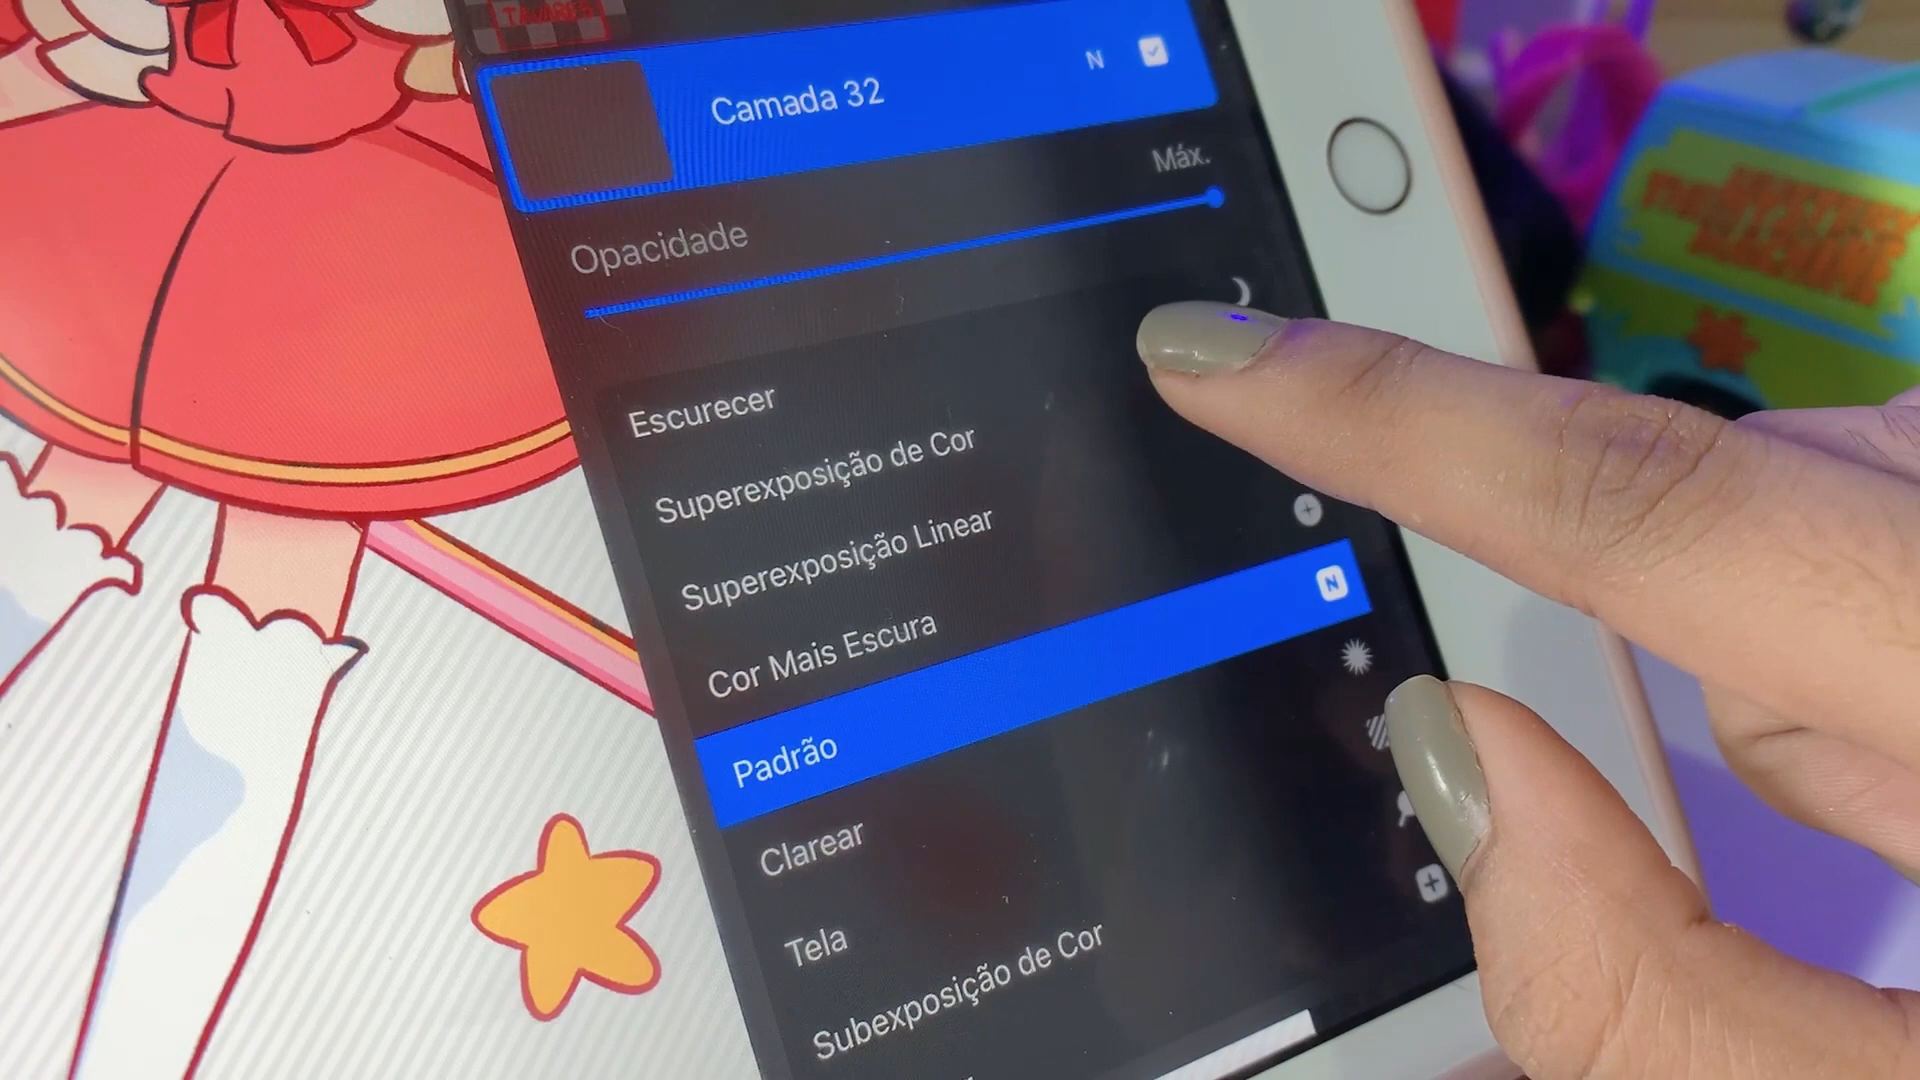 TAVARES
Camada 32
N
Máx.
Opacidade
Escurecer
Superexposição de Cor
Superexposição Linear
Cor Mais Escura
Padrão
N
Clarear
Tela
Subexposição de Cor